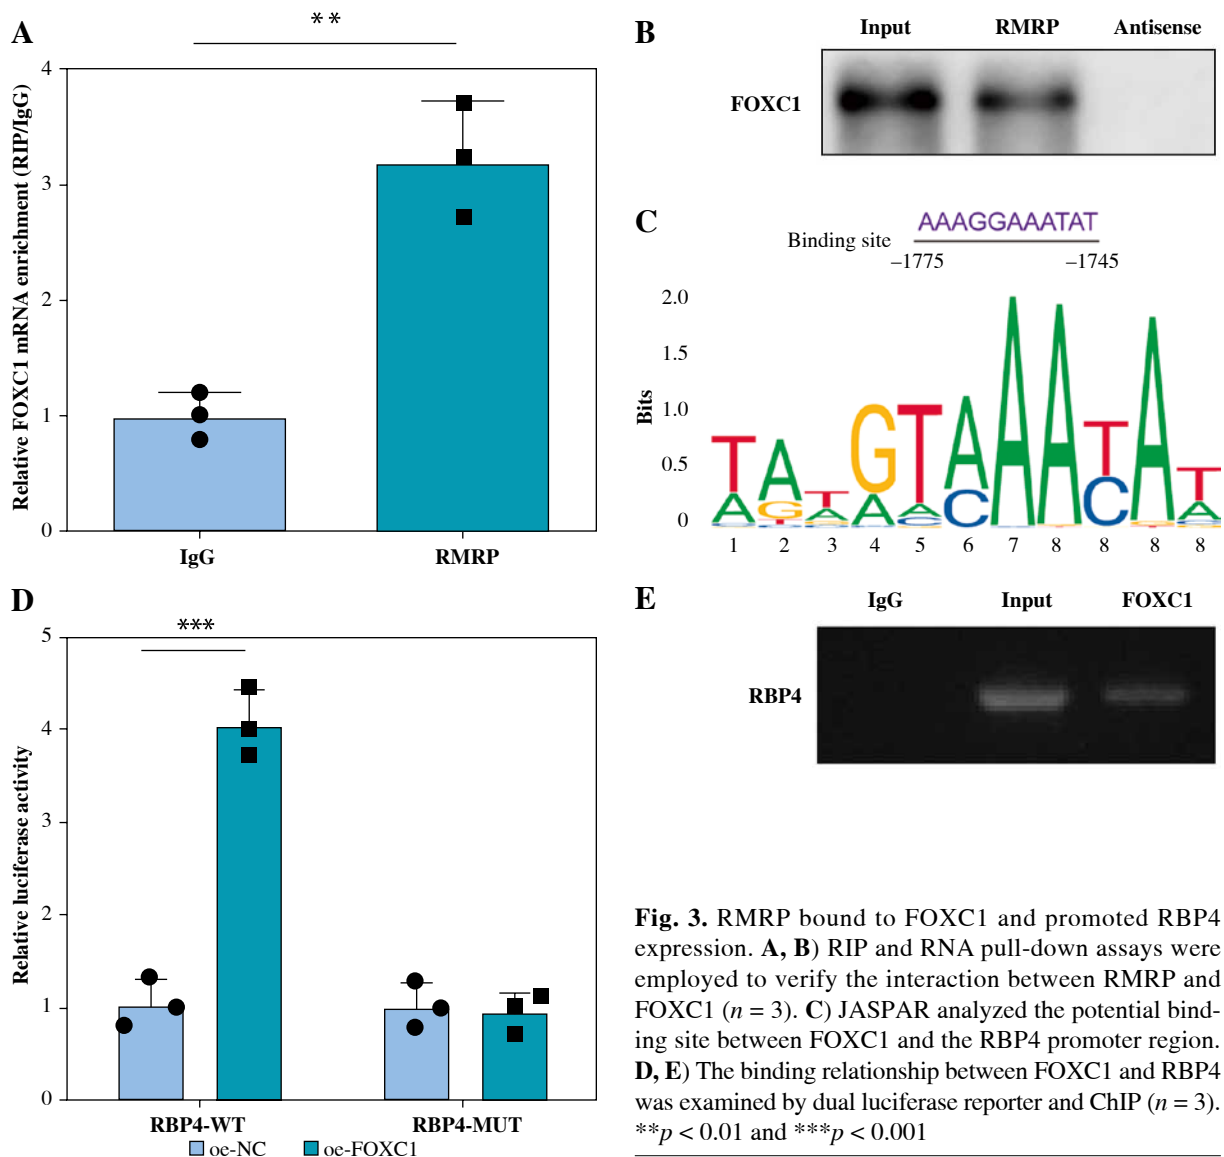 A
**
Relative FOXC1 mRNA enrichment (RIP/IgG)
4
3
2
1
0
IgG
RMRP
B
Input
RMRP
Antisense
FOXC1
C
AAAGGAAATAT
Binding site
–1775
–1745
Bits
2.0
1.5
1.0
0.5
0
1 2 3 4 5 6 7 8 8 8 8
D
***
Relative luciferase activity
5
4
3
2
1
0
RBP4-WT
RBP4-MUT
oe-NC
oe-FOXC1
E
IgG
Input
FOXC1
RBP4
Fig. 3. RMRP bound to FOXC1 and promoted RBP4
expression. A, B) RIP and RNA pull-down assays were
employed to verify the interaction between RMRP and
FOXC1 (n = 3). C) JASPAR analyzed the potential bind-
ing site between FOXC1 and the RBP4 promoter region.
D, E) The binding relationship between FOXC1 and RBP4
was examined by dual luciferase reporter and ChIP (n = 3).
**p < 0.01 and ***p < 0.001